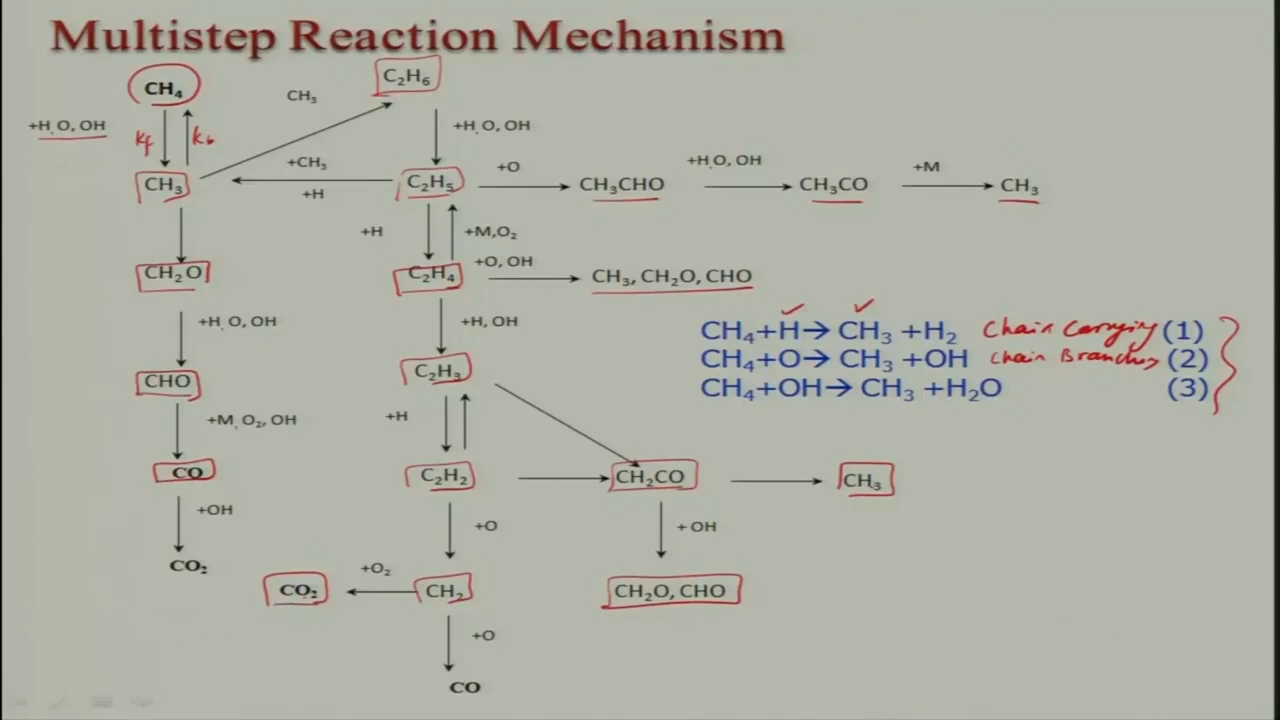 Multistep Reaction Mechanism
CH₄
C₂H₆
CH₃
+H, O, OH
kf
kb
+H, O, OH
CH₃
+CH₃
+H
C₂H₅
+O
CH₃CHO
+H, O, OH
CH₃CO
+M
CH₃
+H
+M,O₂
CH₂O
C₂H₄
+O, OH
CH₃, CH₂O, CHO
+H, O, OH
+H, OH
CH₄+H→ CH₃ +H₂ Chain Carrying (1)
CH₄+O→ CH₃ +OH Chain Branching (2)
CH₄+OH→ CH₃ +H₂O (3)
CHO
C₂H₃
+M, O₂, OH
+H
CO
C₂H₂
CH₂CO
CH₃
+OH
+O
+ OH
CO₂
+O₂
CO₂
CH₂
CH₂O, CHO
+O
CO